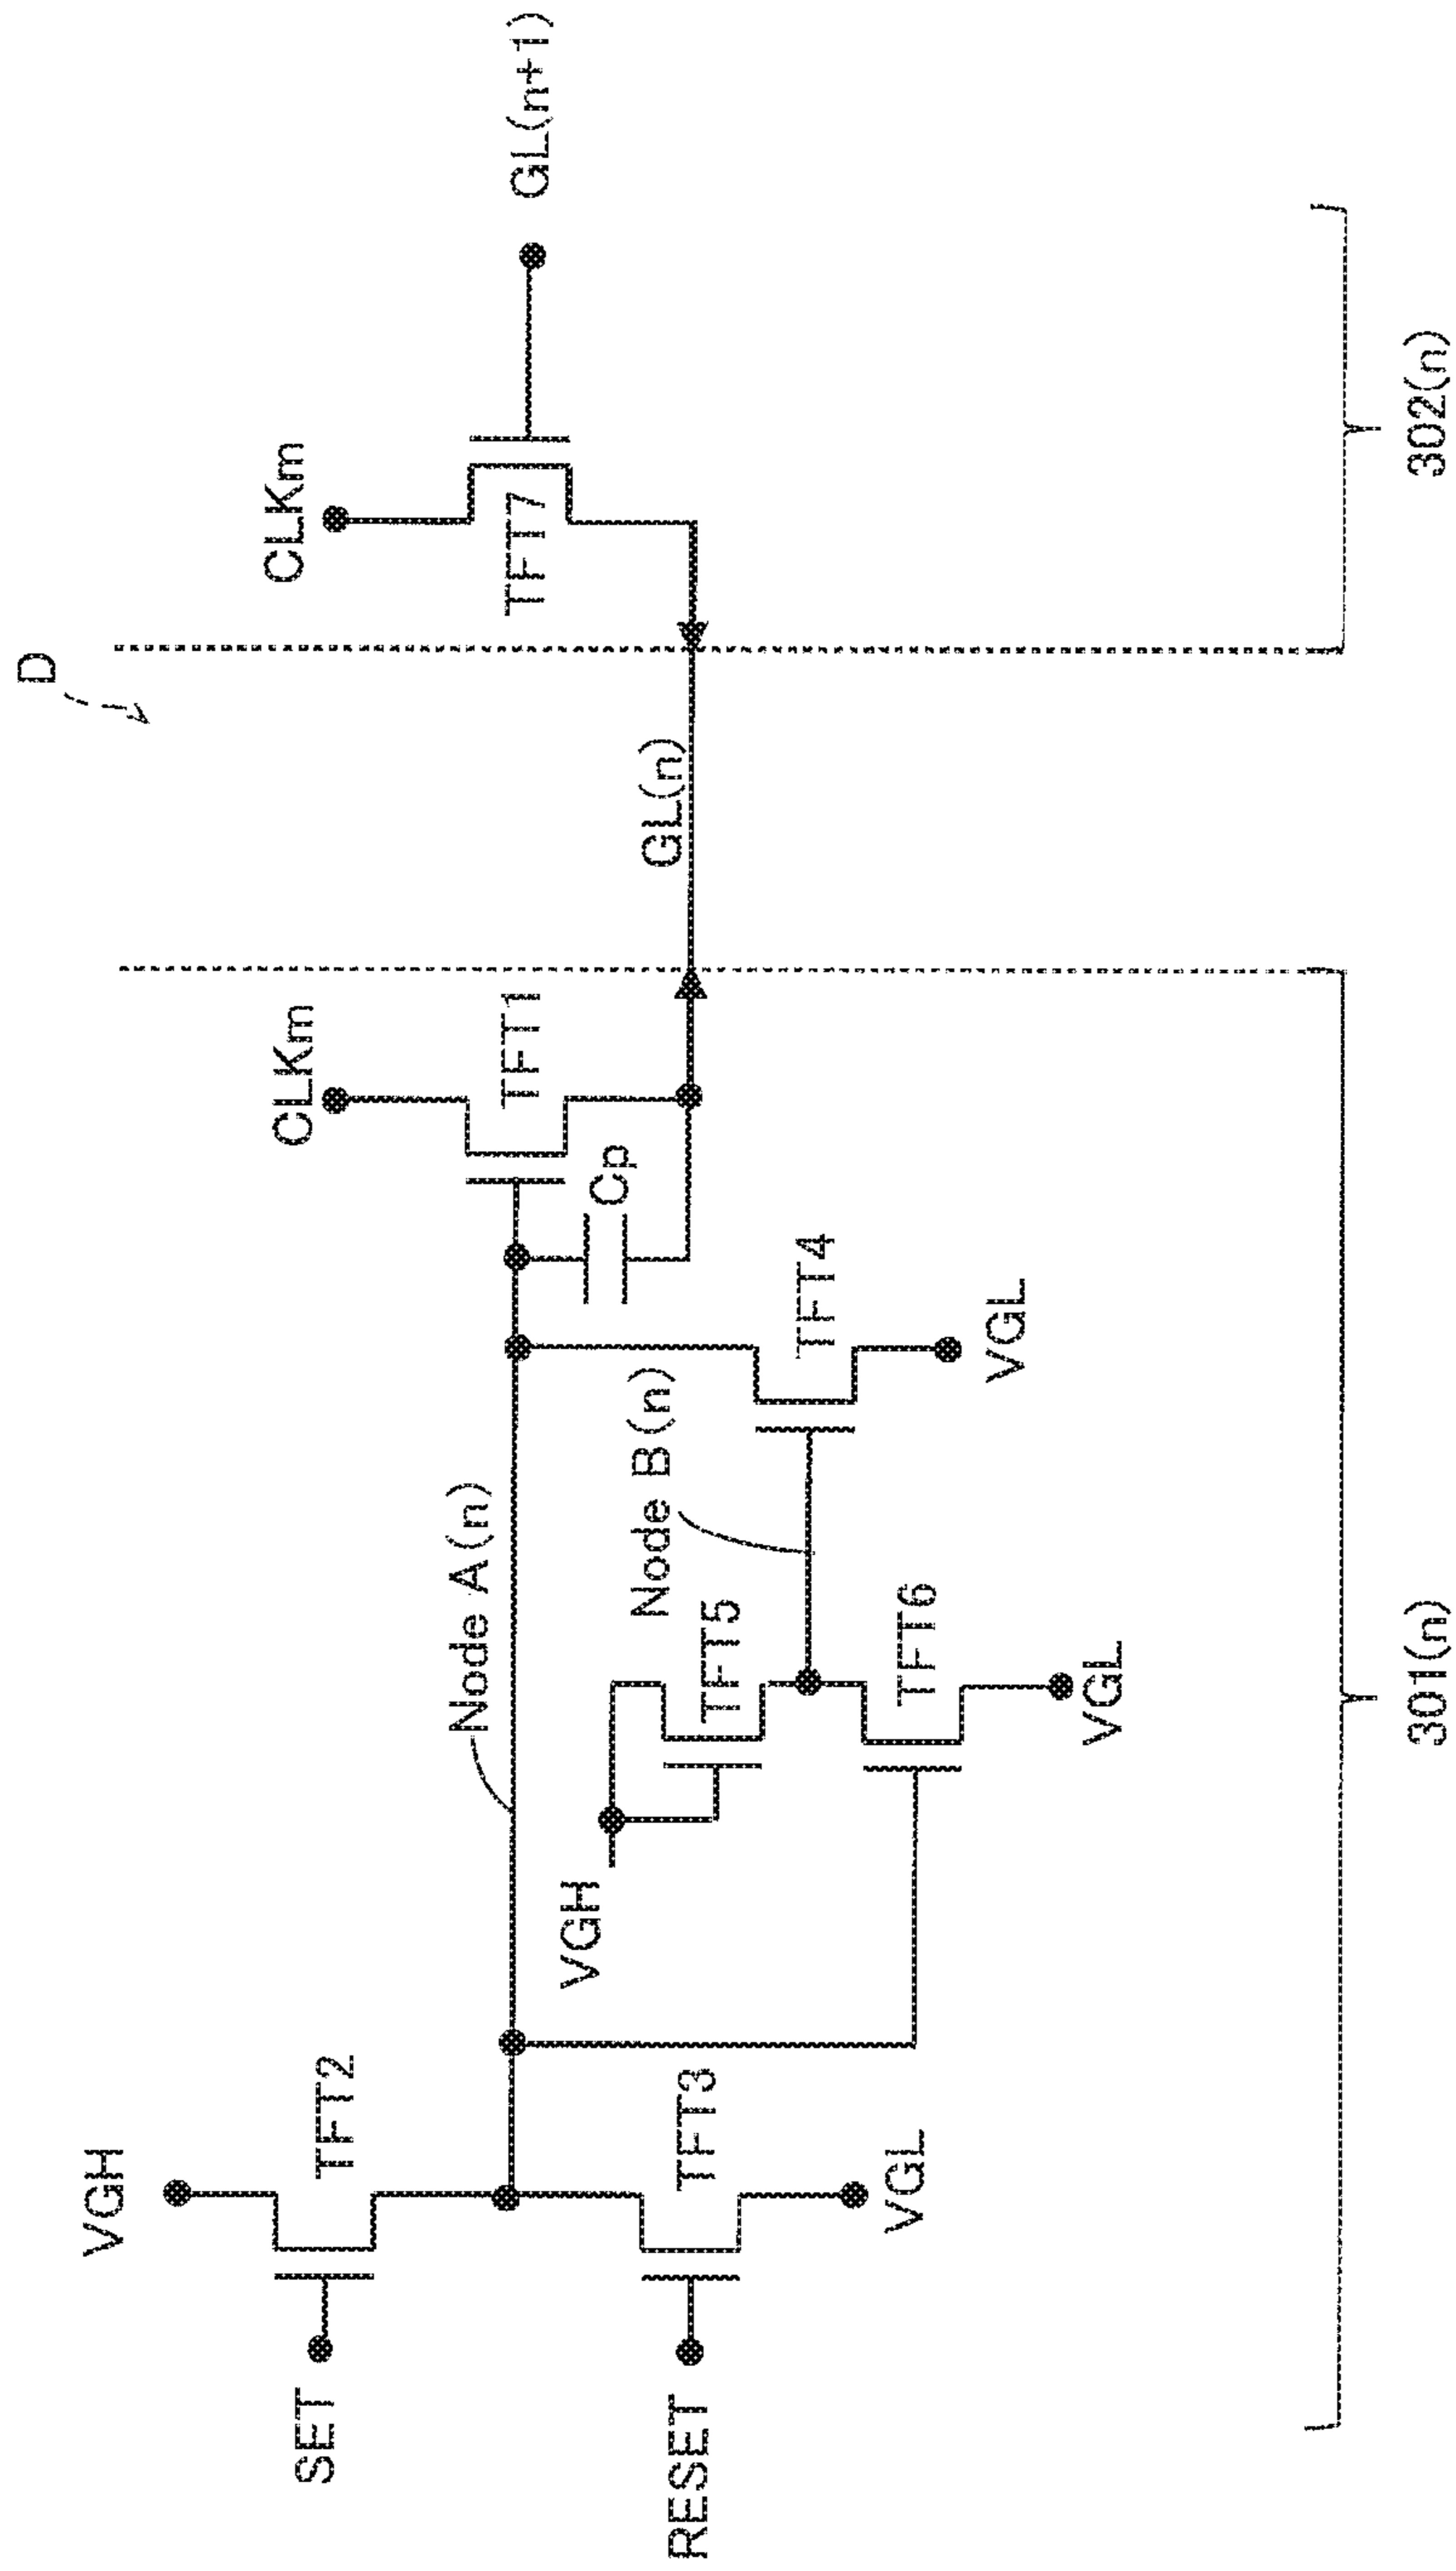 D
VGH
SET
TFT2
RESET
TFT3
VGL
Node A(n)
VGH
TFT5
Node B(n)
TFT6
VGL
TFT4
VGL
Cp
CLKm
TFT1
GL(n)
CLKm
TFT7
GL(n+1)
301(n)
302(n)